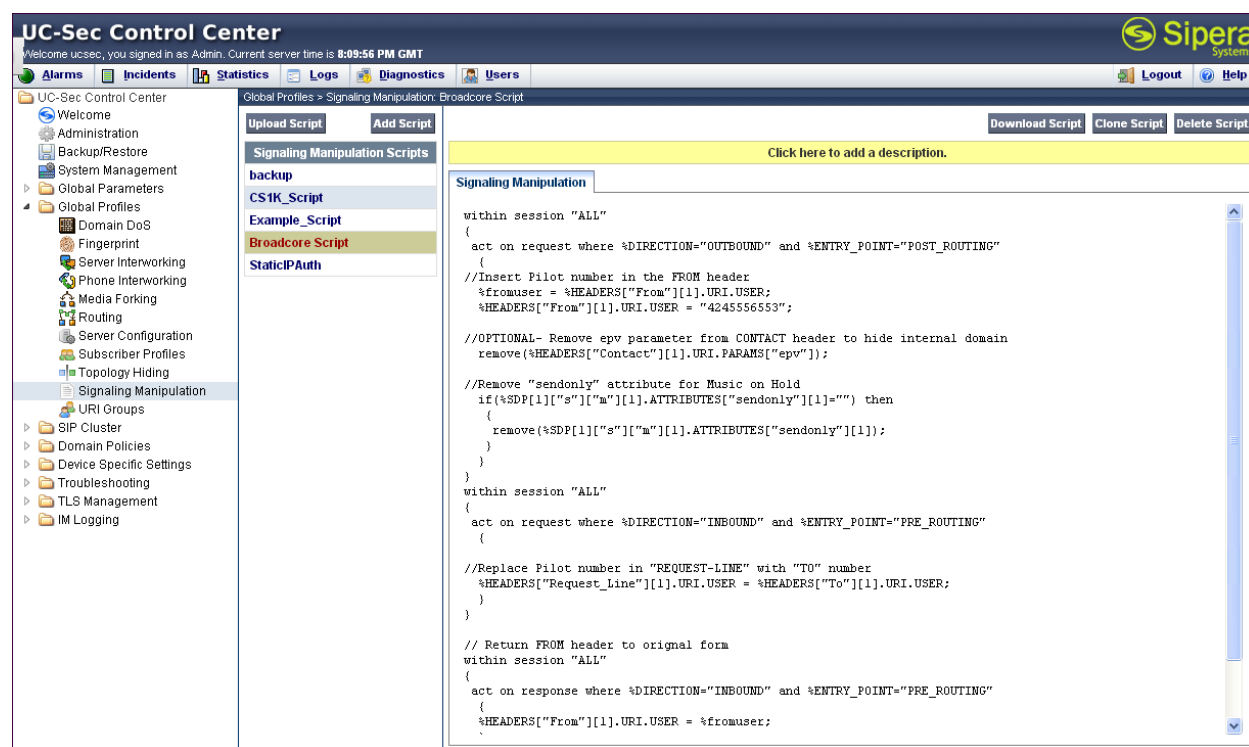 UC-Sec Control Center
Welcome ucsec, you signed in as Admin. Current server time is 8:09:56 PM GMT
Sipera
System
Alarms Incidents Statistics Logs Diagnostics Users Logout Help
UC-Sec Control Center
Welcome
Administration
Backup/Restore
System Management
Global Parameters
Global Profiles
Domain DoS
Fingerprint
Server Interworking
Phone Interworking
Media Forking
Routing
Server Configuration
Subscriber Profiles
Topology Hiding
Signaling Manipulation
URI Groups
SIP Cluster
Domain Policies
Device Specific Settings
Troubleshooting
TLS Management
IM Logging
Global Profiles > Signaling Manipulation: Broadcore Script
Upload Script Add Script
Signaling Manipulation Scripts
backup
CS1K_Script
Example_Script
Broadcore Script
StaticIPAuth
Download Script Clone Script Delete Script
Click here to add a description.
Signaling Manipulation
within session "ALL"
{
act on request where %DIRECTION="OUTBOUND" and %ENTRY_POINT="POST_ROUTING"
{
//Insert Pilot number in the FROM header
%fromuser = %HEADERS["From"][1].URI.USER;
%HEADERS["From"][1].URI.USER = "4245556553";
//OPTIONAL- Remove epv parameter from CONTACT header to hide internal domain
remove(%HEADERS["Contact"][1].URI.PARAMS["epv"]);
//Remove "sendonly" attribute for Music on Hold
if(%SDP[1]["s"]["m"][1].ATTRIBUTES["sendonly"][1]="") then
{
remove(%SDP[1]["s"]["m"][1].ATTRIBUTES["sendonly"][1]);
}
}
}
within session "ALL"
{
act on request where %DIRECTION="INBOUND" and %ENTRY_POINT="PRE_ROUTING"
{
//Replace Pilot number in "REQUEST-LINE" with "TO" number
%HEADERS["Request_Line"][1].URI.USER = %HEADERS["To"][1].URI.USER;
}
}
// Return FROM header to orignal form
within session "ALL"
{
act on response where %DIRECTION="INBOUND" and %ENTRY_POINT="PRE_ROUTING"
{
%HEADERS["From"][1].URI.USER = %fromuser;